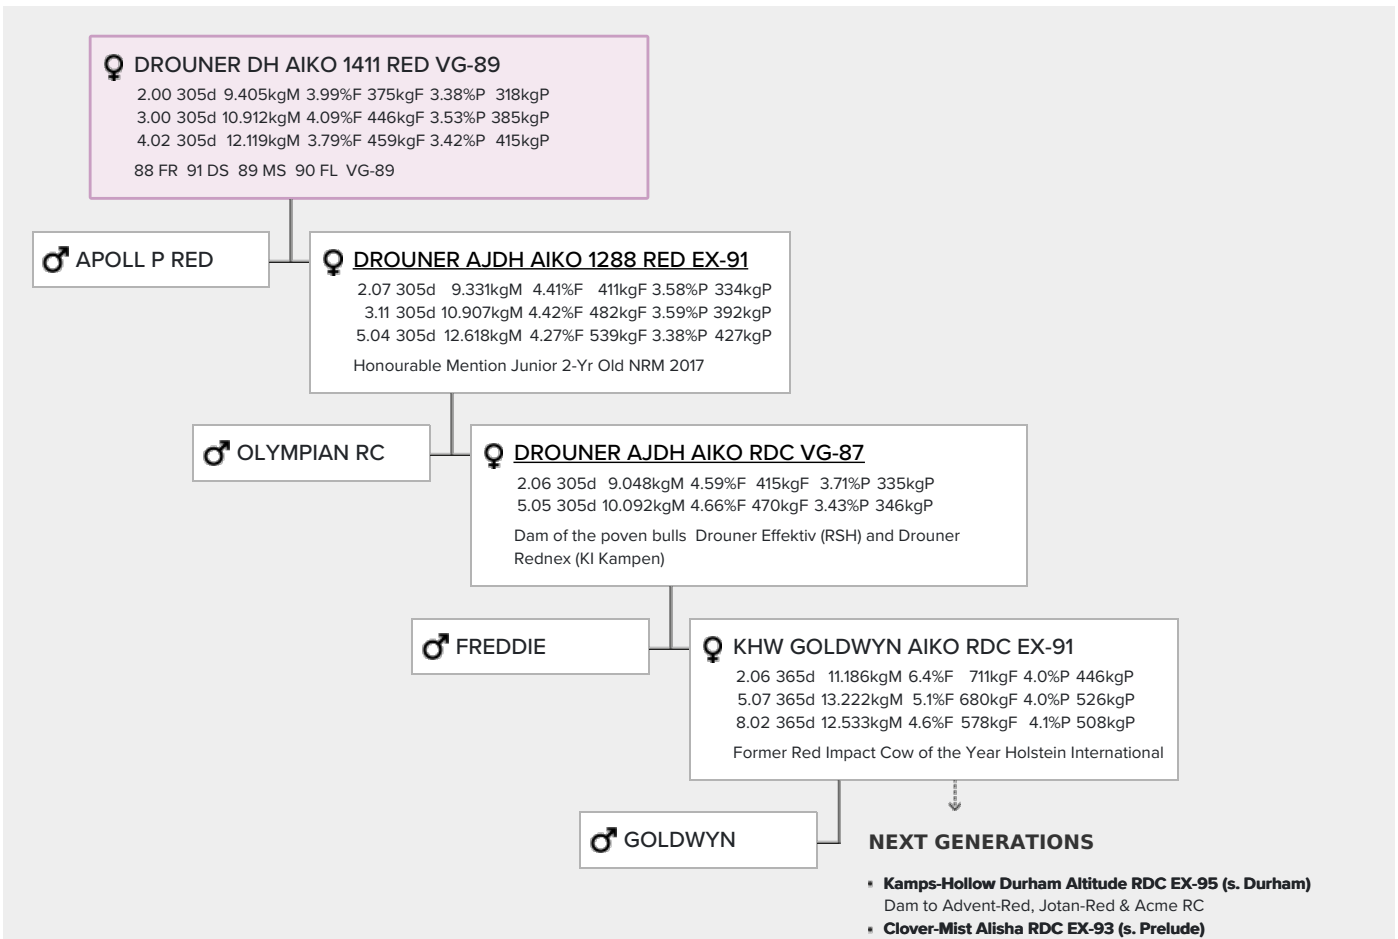 DROUNER DH AIKO 1411 RED VG-89
2.00 305d 9.405kgM 3.99%F 375kgF 3.38%P 318kgP
3.00 305d 10.912kgM 4.09%F 446kgF 3.53%P 385kgP
4.02 305d 12.119kgM 3.79%F 459kgF 3.42%P 415kgP
88 FR 91 DS 89 MS 90 FL VG-89
APOLL P RED
DROUNER AJDH AIKO 1288 RED EX-91
2.07 305d 9.331kgM 4.41%F 411kgF 3.58%P 334kgP
3.11 305d 10.907kgM 4.42%F 482kgF 3.59%P 392kgP
5.04 305d 12.618kgM 4.27%F 539kgF 3.38%P 427kgP
Honourable Mention Junior 2-Yr Old NRM 2017
OLYMPIAN RC
DROUNER AJDH AIKO RDC VG-87
2.06 305d 9.048kgM 4.59%F 415kgF 3.71%P 335kgP
5.05 305d 10.092kgM 4.66%F 470kgF 3.43%P 346kgP
Dam of the poven bulls Drouner Effektiv (RSH) and Drouner
Rednex (KI Kampen)
FREDDIE
KHW GOLDWYN AIKO RDC EX-91
2.06 365d 11.186kgM 6.4%F 711kgF 4.0%P 446kgP
5.07 365d 13.222kgM 5.1%F 680kgF 4.0%P 526kgP
8.02 365d 12.533kgM 4.6%F 578kgF 4.1%P 508kgP
Former Red Impact Cow of the Year Holstein International
GOLDWYN
NEXT GENERATIONS
▪ Kamps-Hollow Durham Altitude RDC EX-95 (s. Durham)
Dam to Advent-Red, Jotan-Red & Acme RC
▪ Clover-Mist Alisha RDC EX-93 (s. Prelude)